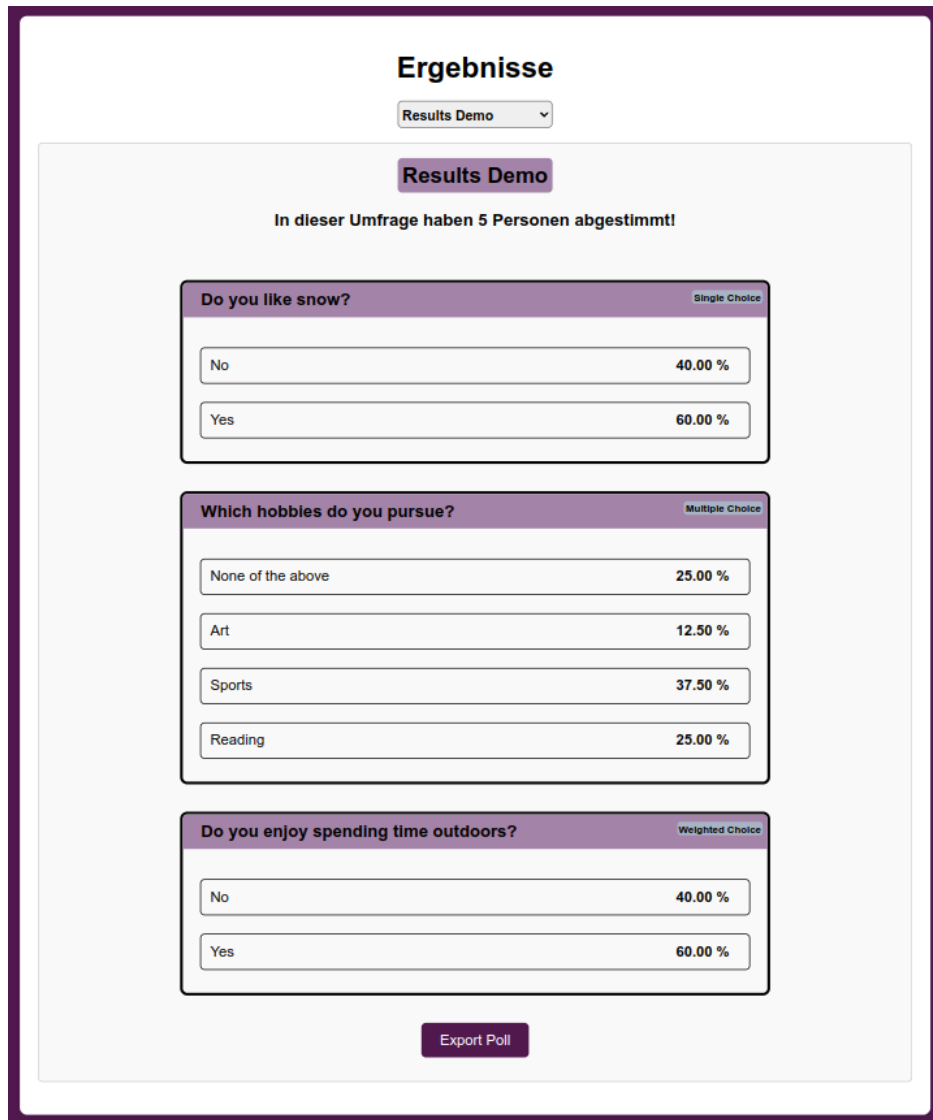 Ergebnisse
Results Demo
Results Demo
In dieser Umfrage haben 5 Personen abgestimmt!
Do you like snow? Single Choice
No 40.00 %
Yes 60.00 %
Which hobbies do you pursue? Multiple Choice
None of the above 25.00 %
Art 12.50 %
Sports 37.50 %
Reading 25.00 %
Do you enjoy spending time outdoors? Weighted Choice
No 40.00 %
Yes 60.00 %
Export Poll